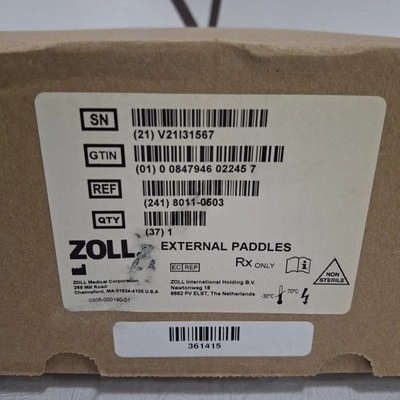 SN
(21) V21I31567
GTIN
(01) 0 0847946 02245 7
REF
(241) 8011-0503
QTY
(37) 1
ZOLL
EXTERNAL PADDLES
EC REP
Rx ONLY
NON STERILE
ZOLL Medical Corporation
269 Mill Road
Chelmsford, MA 01824-4105 U.S.A
ZOLL International Holding B.V.
Newtonweg 18
6662 PV ELST, The Netherlands
-30°C
70°C
0305-000190-01
361415